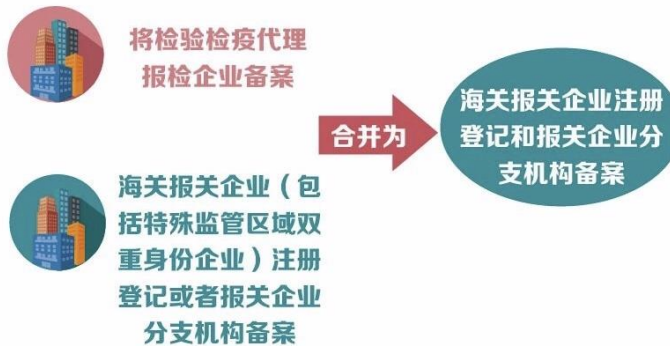 将检验检疫代理
报检企业备案
合并为
海关报关企业注册
登记和报关企业分
支机构备案
海关报关企业（包
括特殊监管区域双
重身份企业）注册
登记或者报关企业
分支机构备案